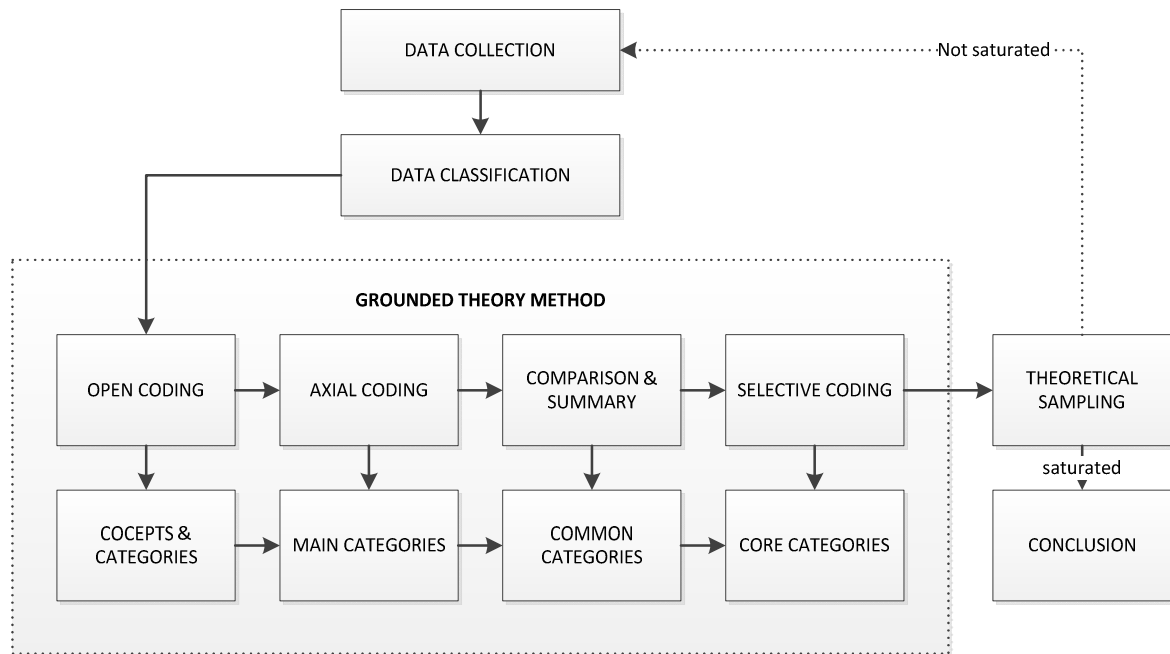 DATA COLLECTION
Not saturated
DATA CLASSIFICATION
GROUNDED THEORY METHOD
OPEN CODING
AXIAL CODING
COMPARISON &
SUMMARY
SELECTIVE CODING
THEORETICAL
SAMPLING
saturated
COCEPTS &
CATEGORIES
MAIN CATEGORIES
COMMON
CATEGORIES
CORE CATEGORIES
CONCLUSION